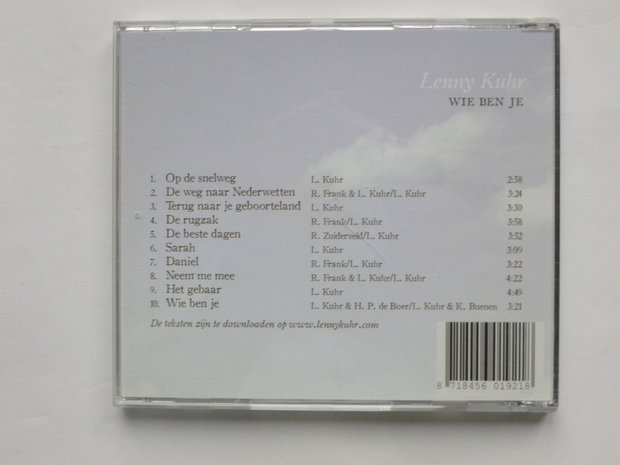 Lenny Kuhr
WIE BEN JE
1. Op de snelweg L. Kuhr 2:58
2. De weg naar Nederwetten R. Frank & L. Kuhr/L. Kuhr 3:24
3. Terug naar je geboorteland L. Kuhr 3:30
4. De rugzak R. Frank/L. Kuhr 3:58
5. De beste dagen R. Zuiderveld/L. Kuhr 3:52
6. Sarah L. Kuhr 3:09
7. Daniel R. Frank/L. Kuhr 3:22
8. Neem me mee R. Frank & L. Kuhr/L. Kuhr 4:22
9. Het gebaar L. Kuhr 4:49
10. Wie ben je L. Kuhr & H. P. de Boer/L. Kuhr & K. Buenen 3:21
De teksten zijn te downloaden op www.lennykuhr.com
8 718456 019218